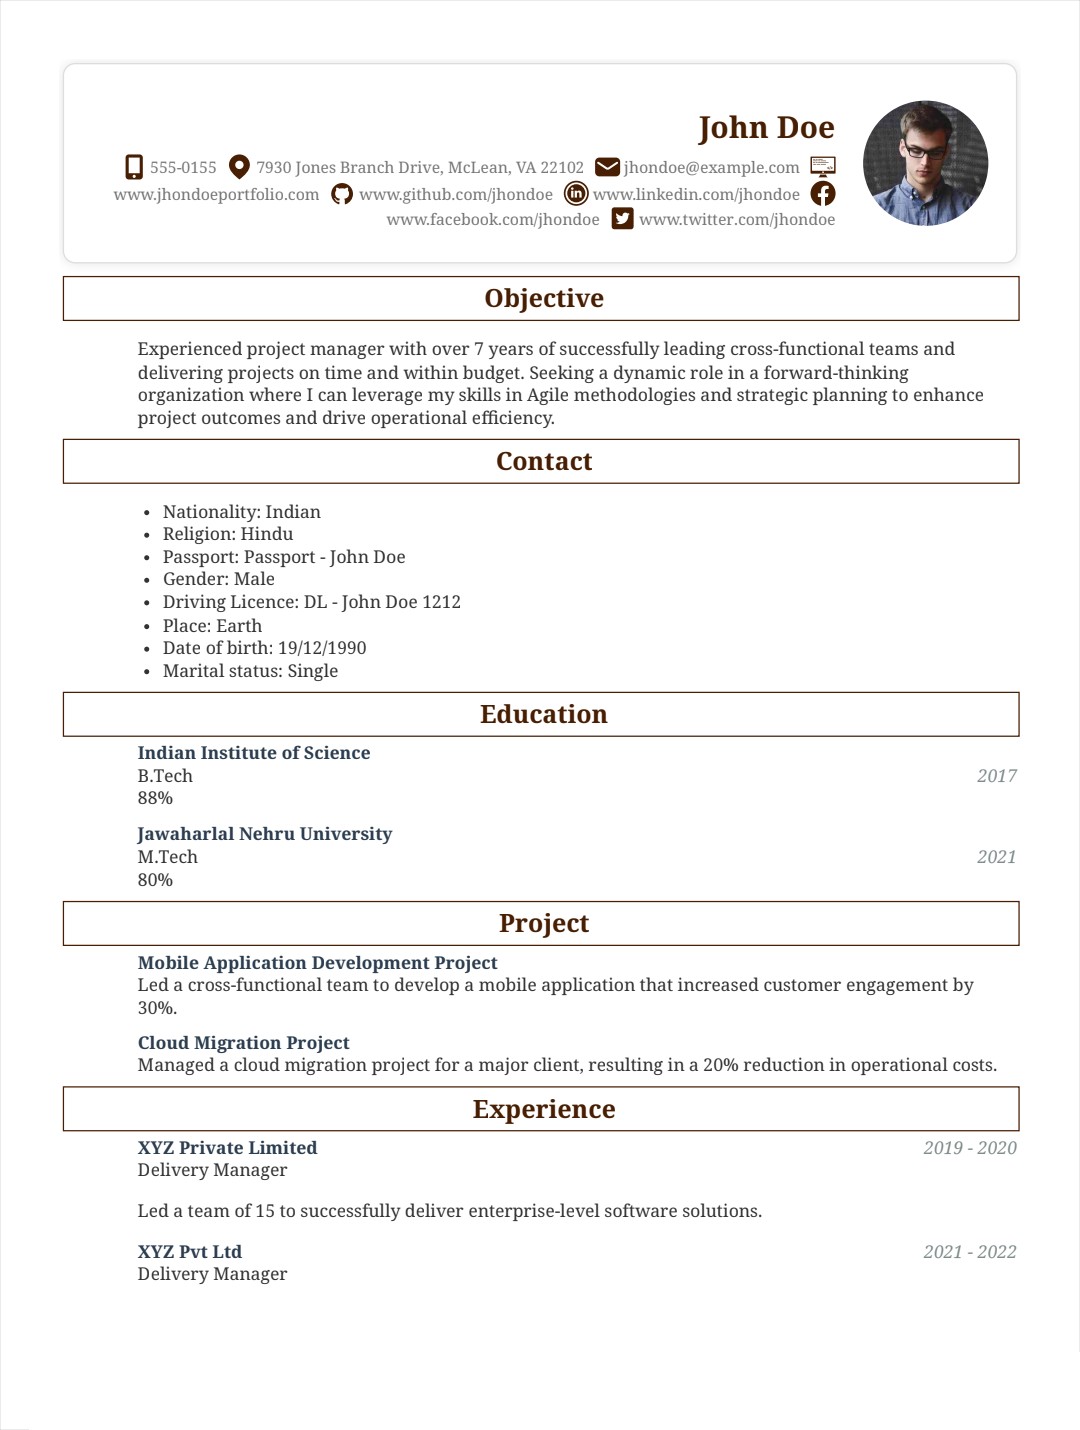 John Doe
555-0155 7930 Jones Branch Drive, McLean, VA 22102 jhondoe@example.com
www.jhondoeportfolio.com www.github.com/jhondoe www.linkedin.com/jhondoe
www.facebook.com/jhondoe www.twitter.com/jhondoe
Objective
Experienced project manager with over 7 years of successfully leading cross-functional teams and
delivering projects on time and within budget. Seeking a dynamic role in a forward-thinking
organization where I can leverage my skills in Agile methodologies and strategic planning to enhance
project outcomes and drive operational efficiency.
Contact
• Nationality: Indian
• Religion: Hindu
• Passport: Passport - John Doe
• Gender: Male
• Driving Licence: DL - John Doe 1212
• Place: Earth
• Date of birth: 19/12/1990
• Marital status: Single
Education
Indian Institute of Science
B.Tech 2017
88%
Jawaharlal Nehru University
M.Tech 2021
80%
Project
Mobile Application Development Project
Led a cross-functional team to develop a mobile application that increased customer engagement by
30%.
Cloud Migration Project
Managed a cloud migration project for a major client, resulting in a 20% reduction in operational costs.
Experience
XYZ Private Limited 2019 - 2020
Delivery Manager
Led a team of 15 to successfully deliver enterprise-level software solutions.
XYZ Pvt Ltd 2021 - 2022
Delivery Manager